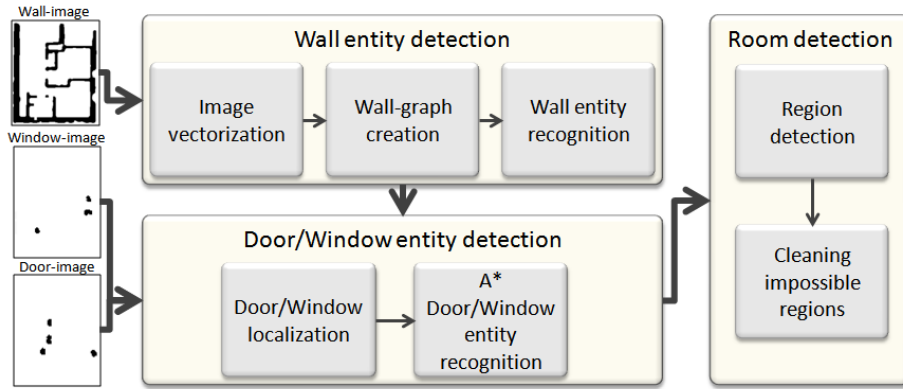 Wall-image
Window-image
Door-image
Wall entity detection
Image
vectorization
Wall-graph
creation
Wall entity
recognition
Door/Window entity detection
Door/Window
localization
A*
Door/Window
entity
recognition
Room detection
Region
detection
Cleaning
impossible
regions